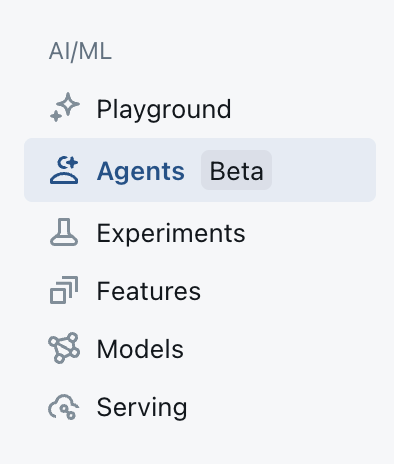 AI/ML
Playground
Agents Beta
Experiments
Features
Models
Serving